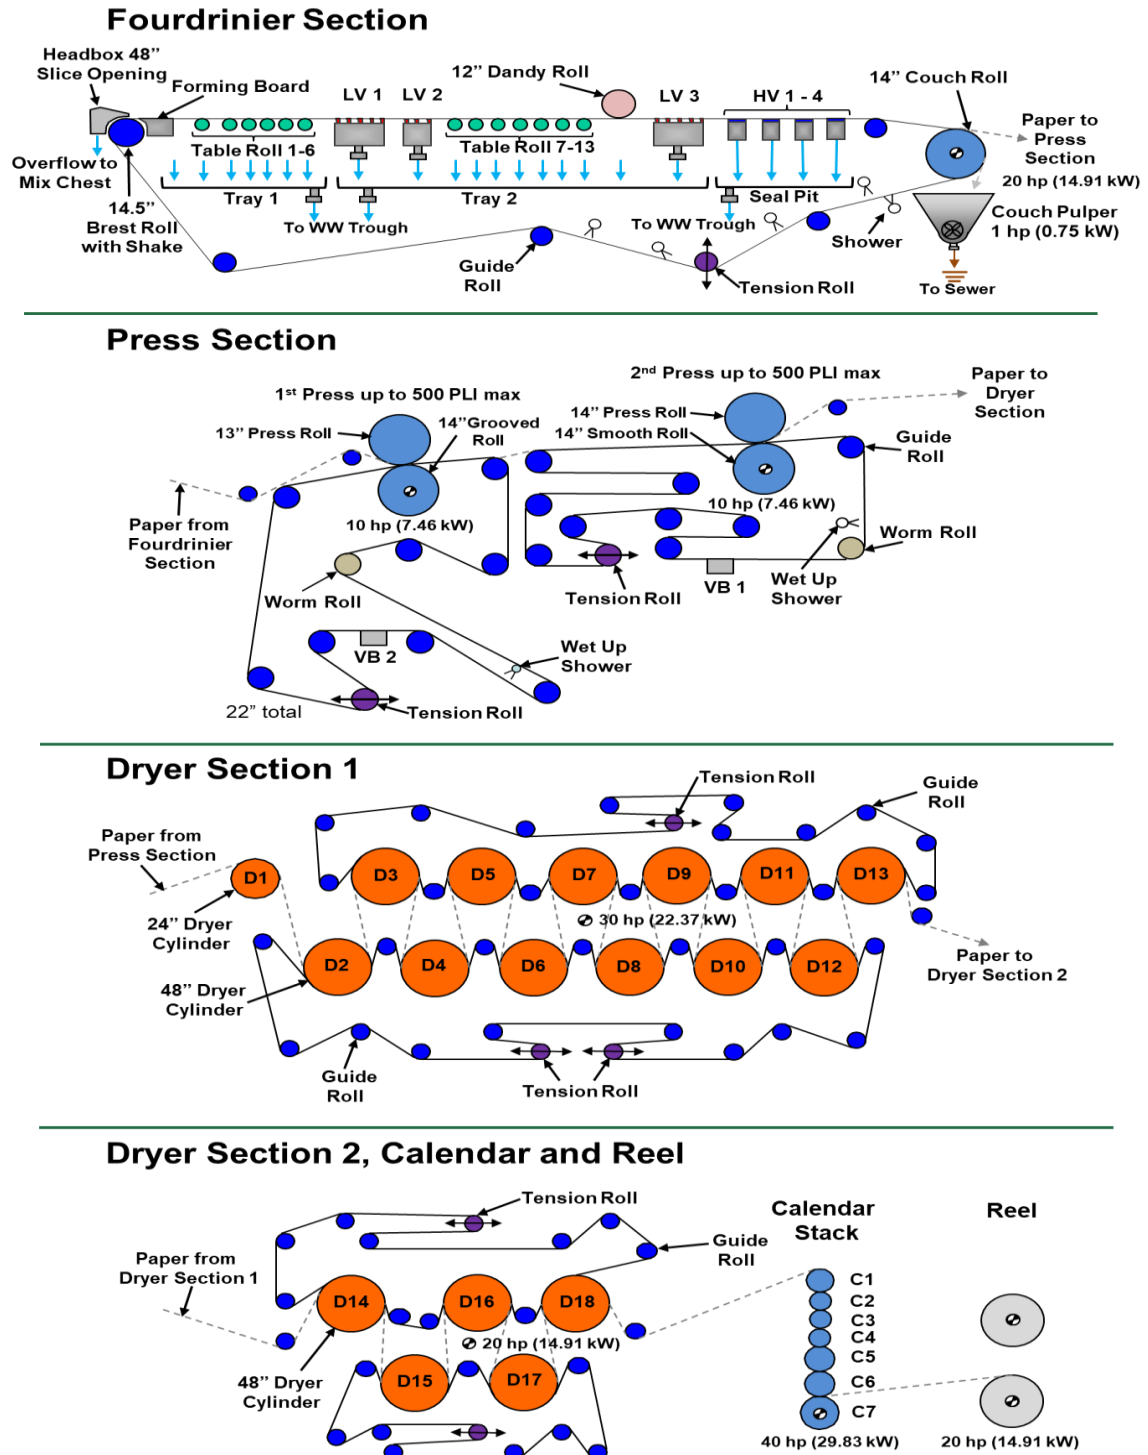 Fourdrinier Section
Headbox 48”
Slice Opening
Forming Board
LV 1
LV 2
12” Dandy Roll
LV 3
HV 1 - 4
14” Couch Roll
Paper to
Press
Section
20 hp (14.91 kW)
Overflow to
Mix Chest
Table Roll 1-6
Table Roll 7-13
Tray 1
Tray 2
Seal Pit
14.5”
Brest Roll
with Shake
To WW Trough
To WW Trough
Guide
Roll
Tension Roll
Shower
Couch Pulper
1 hp (0.75 kW)
To Sewer
Press Section
1st Press up to 500 PLI max
2nd Press up to 500 PLI max
Paper to
Dryer
Section
13” Press Roll
14”Grooved
Roll
14” Press Roll
14” Smooth Roll
Guide
Roll
10 hp (7.46 kW)
10 hp (7.46 kW)
Paper from
Fourdrinier
Section
Worm Roll
Worm Roll
Tension Roll
VB 1
Wet Up
Shower
VB 2
Wet Up
Shower
22” total
Tension Roll
Dryer Section 1
Tension Roll
Guide
Roll
Paper from
Press Section
D1
D3
D5
D7
D9
D11
D13
24” Dryer
Cylinder
30 hp (22.37 kW)
D2
D4
D6
D8
D10
D12
Paper to
Dryer Section 2
48” Dryer
Cylinder
Guide
Roll
Tension Roll
Dryer Section 2, Calendar and Reel
Tension Roll
Calendar
Stack
Reel
Guide
Roll
Paper from
Dryer Section 1
D14
D16
D18
C1
C2
C3
C4
C5
C6
C7
20 hp (14.91 kW)
48” Dryer
Cylinder
D15
D17
40 hp (29.83 kW)
20 hp (14.91 kW)